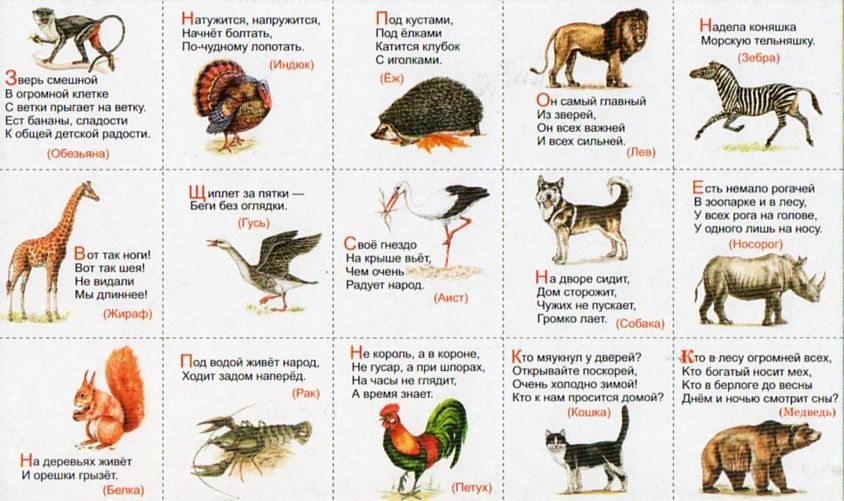 Зверь смешной
В огромной клетке
С ветки прыгает на ветку.
Ест бананы, сладости
К общей детской радости.
(Обезьяна)
Натужится, напружится,
Начнёт болтать,
По-чудному лопотать.
(Индюк)
Под кустами,
Под ёлками
Катится клубок
С иголками.
(Ёж)
Он самый главный
Из зверей,
Он всех важней
И всех сильней.
(Лев)
Надела коняшка
Морскую тельняшку.
(Зебра)
Вот так ноги!
Вот так шея!
Не видали
Мы длиннее!
(Жираф)
Щиплет за пятки —
Беги без оглядки.
(Гусь)
Своё гнездо
На крыше вьёт,
Чем очень
Радует народ.
(Аист)
На дворе сидит,
Дом сторожит,
Чужих не пускает,
Громко лает.
(Собака)
Есть немало рогачей
В зоопарке и в лесу,
У всех рога на голове,
У одного лишь на носу.
(Носорог)
На деревьях живёт
И орешки грызёт.
(Белка)
Под водой живёт народ,
Ходит задом наперёд.
(Рак)
Не король, а в короне,
Не гусар, а при шпорах,
На часы не глядит,
А время знает.
(Петух)
Кто мяукнул у дверей?
Открывайте поскорей,
Очень холодно зимой!
Кто к нам просится домой?
(Кошка)
Кто в лесу огромней всех,
Кто богатый носит мех,
Кто в берлоге до весны
Днём и ночью смотрит сны?
(Медведь)